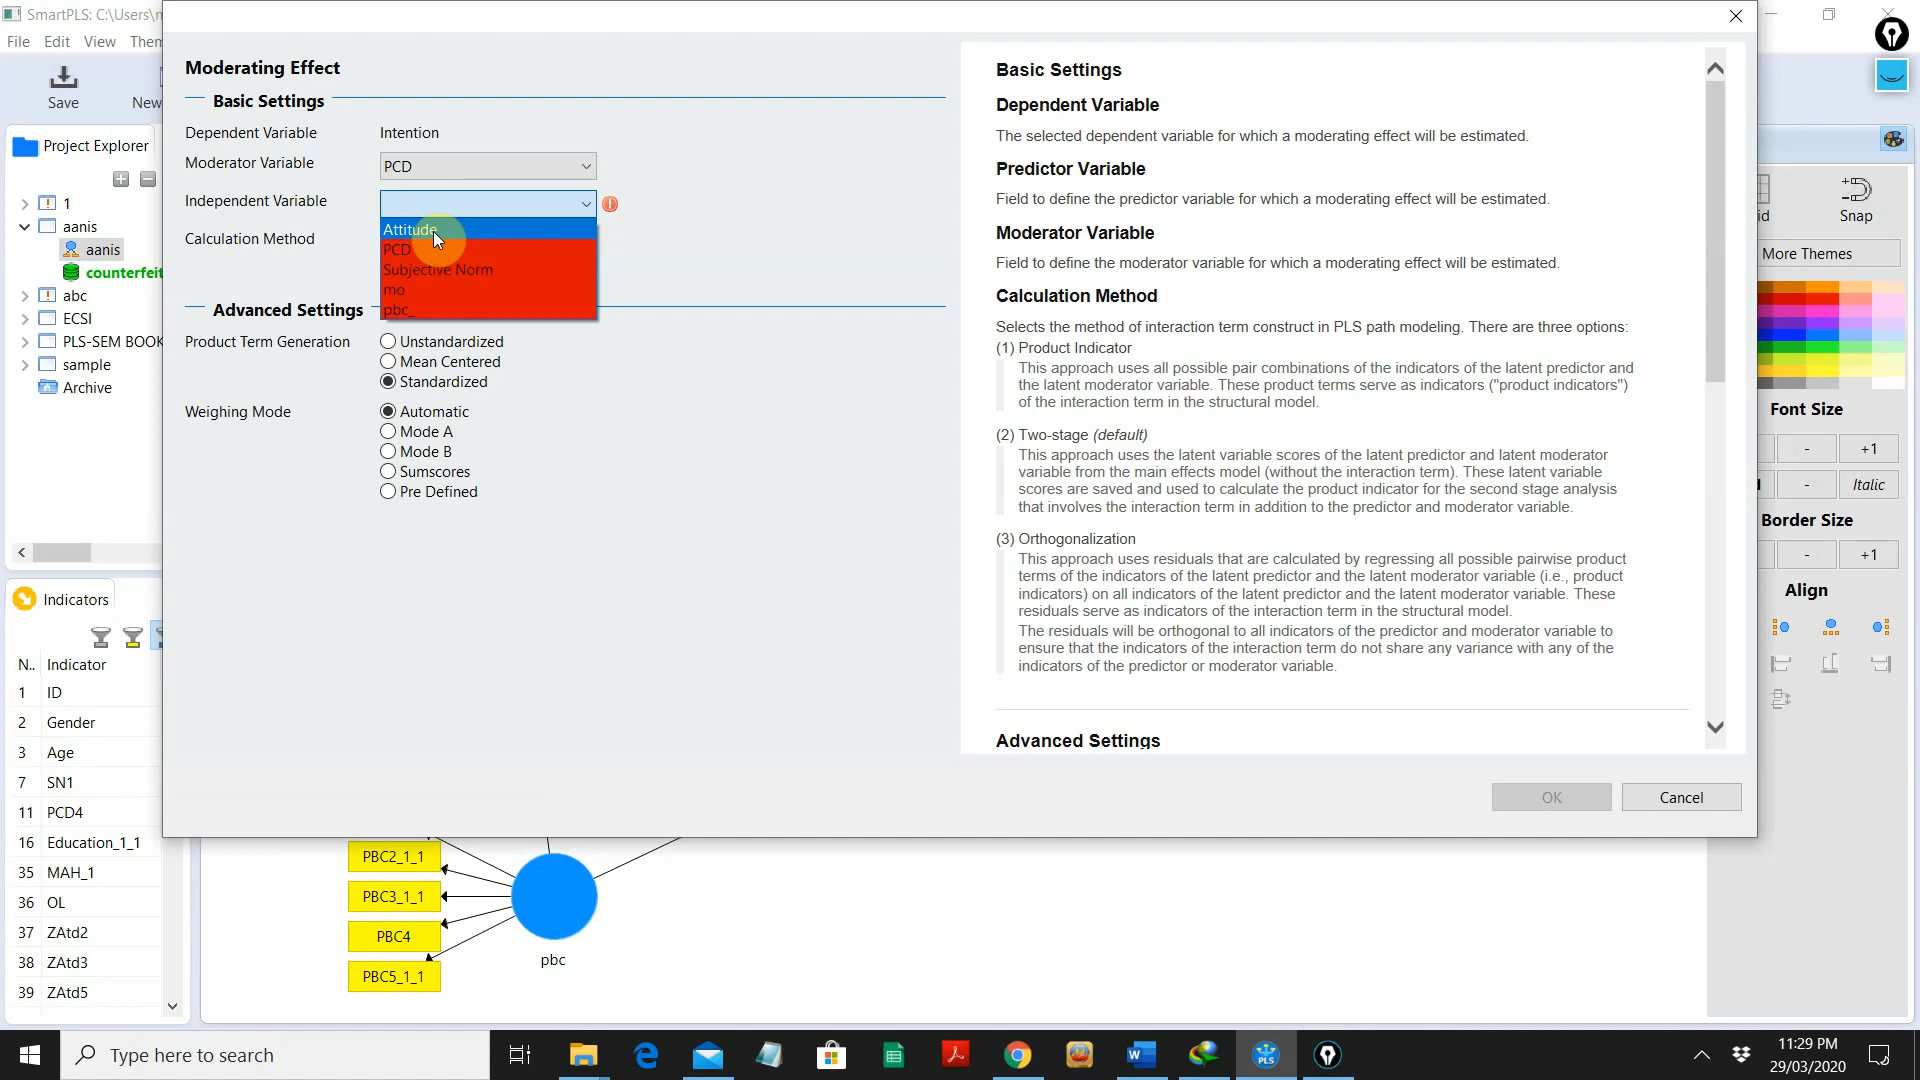 SmartPLS: C:\Users\
File Edit View
Save
Project Explorer
1
aanis
aanis
counterfeit
abc
ECSI
PLS-SEM BOOK
sample
Archive
Indicators
N.. Indicator
1 ID
2 Gender
3 Age
7 SN1
11 PCD4
16 Education_1_1
35 MAH_1
36 OL
37 ZAtd2
38 ZAtd3
39 ZAtd5
Moderating Effect
Basic Settings
Dependent Variable Intention
Moderator Variable PCD
Independent Variable
Attitude
PCD
Subjective Norm
mo
pbc_
Calculation Method
Advanced Settings
Product Term Generation
Unstandardized
Mean Centered
Standardized
Weighing Mode
Automatic
Mode A
Mode B
Sumscores
Pre Defined
Basic Settings
Dependent Variable
The selected dependent variable for which a moderating effect will be estimated.
Predictor Variable
Field to define the predictor variable for which a moderating effect will be estimated.
Moderator Variable
Field to define the moderator variable for which a moderating effect will be estimated.
Calculation Method
Selects the method of interaction term construct in PLS path modeling. There are three options:
(1) Product Indicator
This approach uses all possible pair combinations of the indicators of the latent predictor and
the latent moderator variable. These product terms serve as indicators ("product indicators")
of the interaction term in the structural model.
(2) Two-stage (default)
This approach uses the latent variable scores of the latent predictor and latent moderator
variable from the main effects model (without the interaction term). These latent variable
scores are saved and used to calculate the product indicator for the second stage analysis
that involves the interaction term in addition to the predictor and moderator variable.
(3) Orthogonalization
This approach uses residuals that are calculated by regressing all possible pairwise product
terms of the indicators of the latent predictor and the latent moderator variable (i.e., product
indicators) on all indicators of the latent predictor and the latent moderator variable. These
residuals serve as indicators of the interaction term in the structural model.
The residuals will be orthogonal to all indicators of the predictor and moderator variable to
ensure that the indicators of the interaction term do not share any variance with any of the
indicators of the predictor or moderator variable.
Advanced Settings
OK Cancel
Snap
More Themes
Font Size
- +1
- Italic
Border Size
- +1
Align
PBC2_1_1
PBC3_1_1
PBC4
PBC5_1_1
pbc
Type here to search
PLS
11:29 PM
29/03/2020